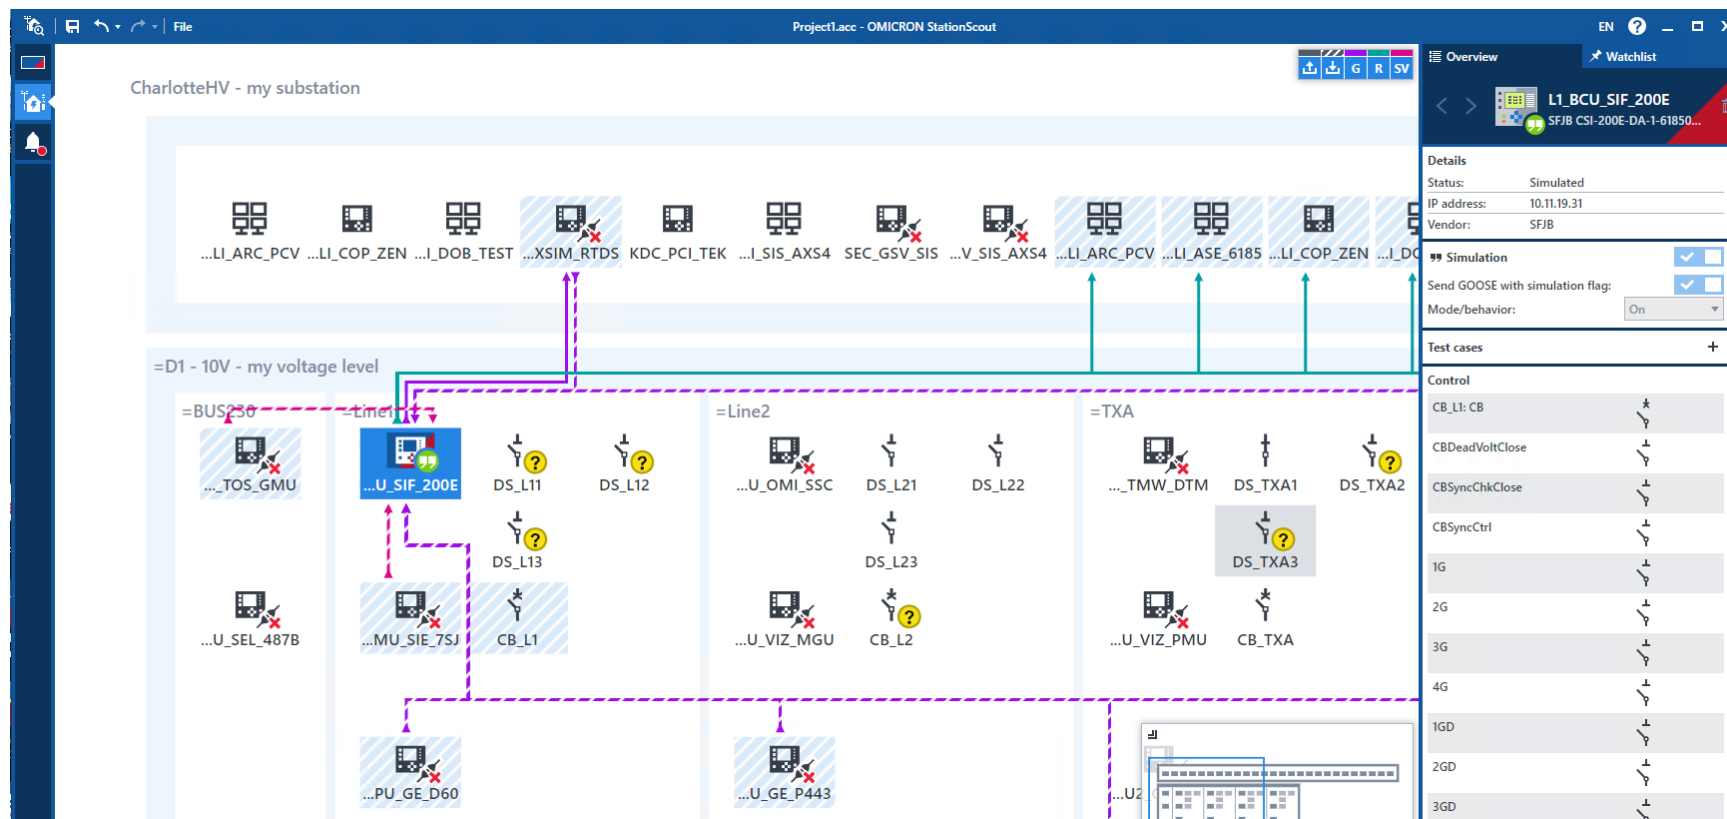 File
Project1.acc - OMICRON StationScout
EN
?
G R SV
Overview
Watchlist
CharlotteHV - my substation
L1_BCU_SIF_200E
SFJB CSI-200E-DA-1-61850...
Details
Status: Simulated
IP address: 10.11.19.31
Vendor: SFJB
...LI_ARC_PCV ...LI_COP_ZEN ...I_DOB_TEST ...XSIM_RTDS KDC_PCI_TEK ...I_SIS_AXS4 SEC_GSV_SIS ...V_SIS_AXS4 ...LI_ARC_PCV ...LI_ASE_6185 ...LI_COP_ZEN ...I_DO
Simulation
Send GOOSE with simulation flag:
Mode/behavior: On
Test cases +
=D1 - 10V - my voltage level
=BUS230 =Line1 =Line2 =TXA
..._TOS_GMU ...U_SIF_200E DS_L11 ? DS_L12 ? ...U_OMI_SSC DS_L21 DS_L22 ..._TMW_DTM DS_TXA1 DS_TXA2 ?
DS_L13 ? DS_L23 DS_TXA3 ?
...U_SEL_487B ...MU_SIE_7SJ CB_L1 ...U_VIZ_MGU CB_L2 ? ...U_VIZ_PMU CB_TXA
...PU_GE_D60 ...U_GE_P443 ...U2_
Control
CB_L1: CB
CBDeadVoltClose
CBSyncChkClose
CBSyncCtrl
1G
2G
3G
4G
1GD
2GD
3GD